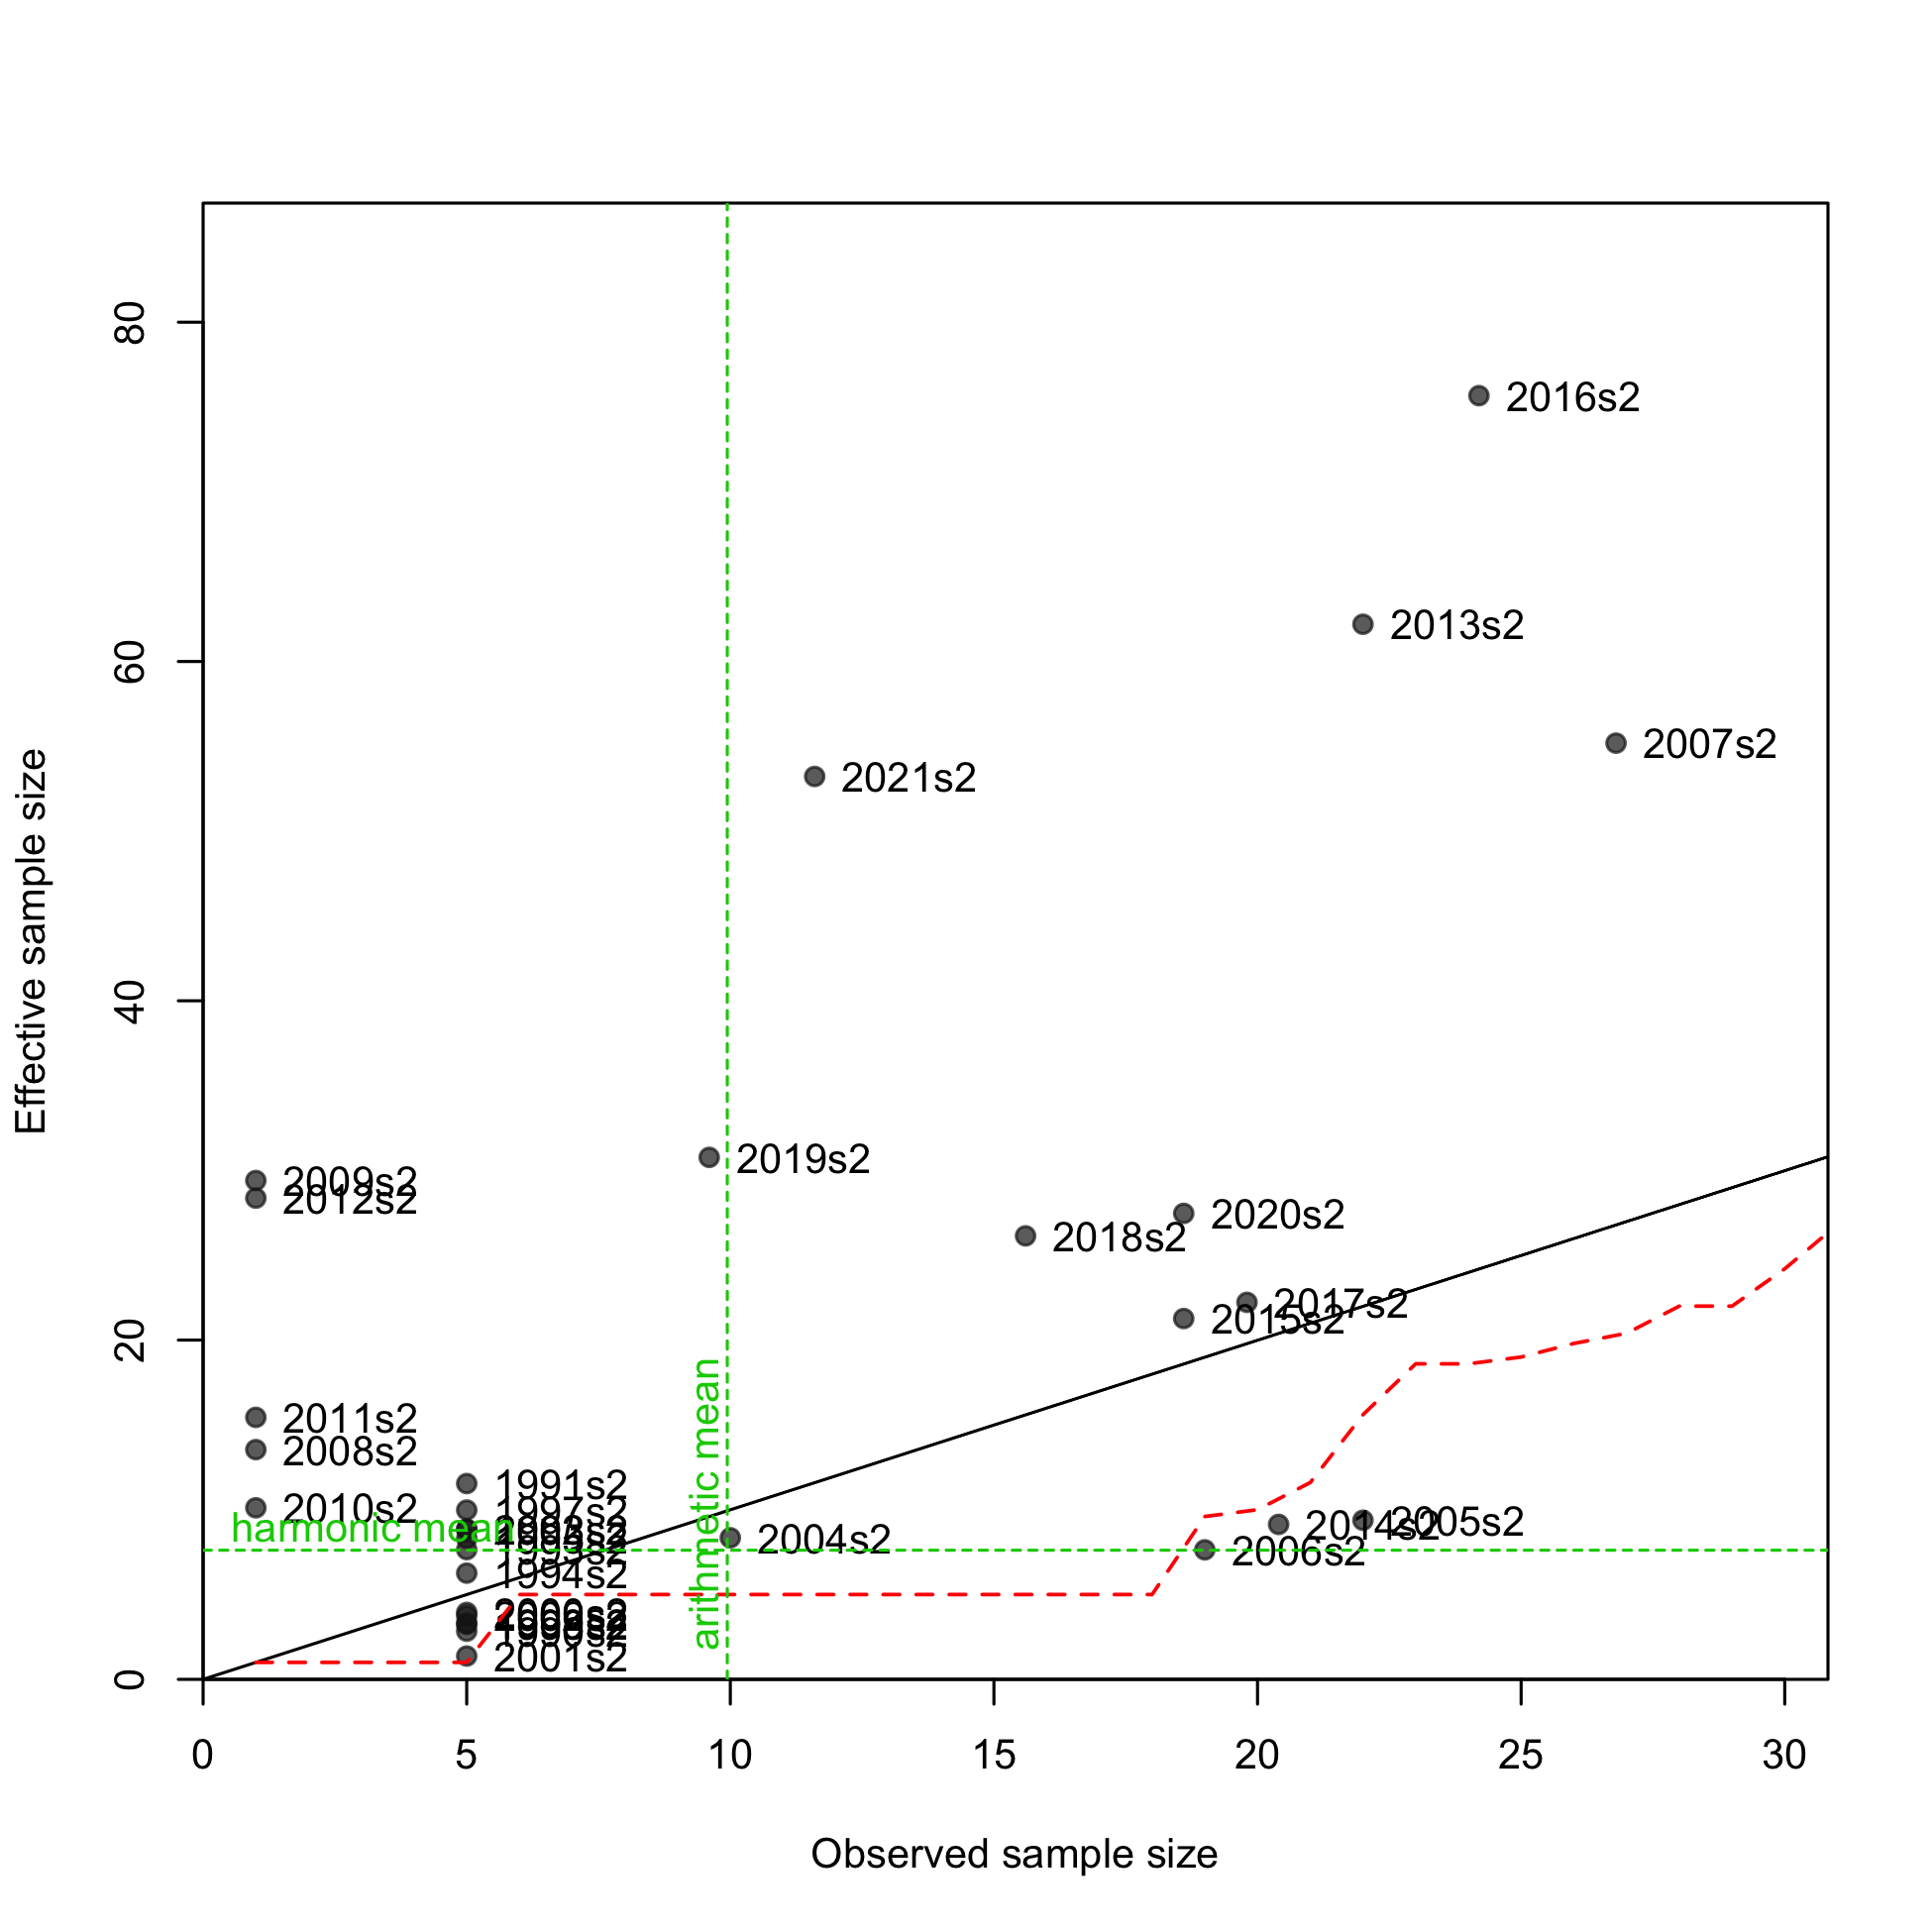 80
60
40
20
0
Effective sample size
2016s2
2013s2
2007s2
2021s2
2019s2
2009s2
2012s2
2020s2
2018s2
2017s2
2015s2
2011s2
2008s2
1991s2
2010s2
1997s2
harmonic mean
arithmetic mean
2004s2
2014s2
2005s2
2006s2
1994s2
2001s2
0 5 10 15 20 25 30
Observed sample size